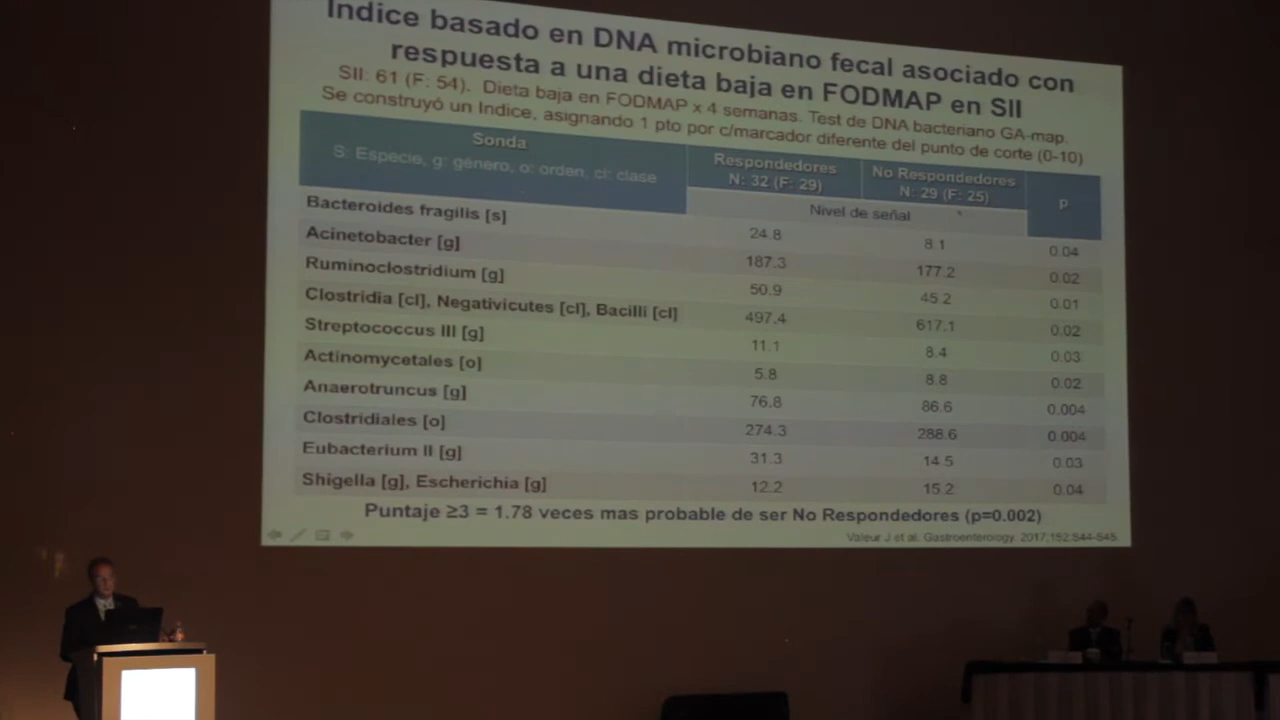 Indice basado en DNA microbiano fecal asociado con
respuesta a una dieta baja en FODMAP en SII
SII: 61 (F: 54). Dieta baja en FODMAP x 4 semanas. Test de DNA bacteriano GA-map.
Se construyó un Indice, asignando 1 pto por c/marcador diferente del punto de corte (0-10)
Sonda
S: Especie, g: género, o: orden, cl: clase
Respondedores
N: 32 (F: 29)
No Respondedores
N: 29 (F: 25)
p
Nivel de señal
Bacteroides fragilis [s] 24.8 8.1 0.04
Acinetobacter [g] 187.3 177.2 0.02
Ruminoclostridium [g] 50.9 45.2 0.01
Clostridia [cl], Negativicutes [cl], Bacilli [cl] 497.4 617.1 0.02
Streptococcus III [g] 11.1 8.4 0.03
Actinomycetales [o] 5.8 8.8 0.02
Anaerotruncus [g] 76.8 86.6 0.004
Clostridiales [o] 274.3 288.6 0.004
Eubacterium II [g] 31.3 14.5 0.03
Shigella [g], Escherichia [g] 12.2 15.2 0.04
Puntaje ≥3 = 1.78 veces mas probable de ser No Respondedores (p=0.002)
Valeur J et al. Gastroenterology. 2017;152:S44-S45.